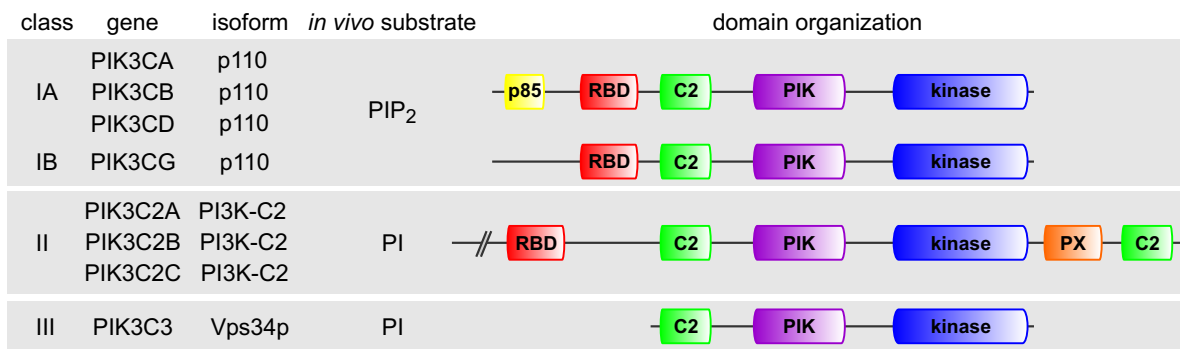 class gene isoform in vivo substrate domain organization
PIK3CA p110
IA PIK3CB p110 PIP2 p85 RBD C2 PIK kinase
PIK3CD p110
IB PIK3CG p110 RBD C2 PIK kinase
PIK3C2A PI3K-C2
II PIK3C2B PI3K-C2 PI RBD C2 PIK kinase PX C2
PIK3C2C PI3K-C2
III PIK3C3 Vps34p PI C2 PIK kinase